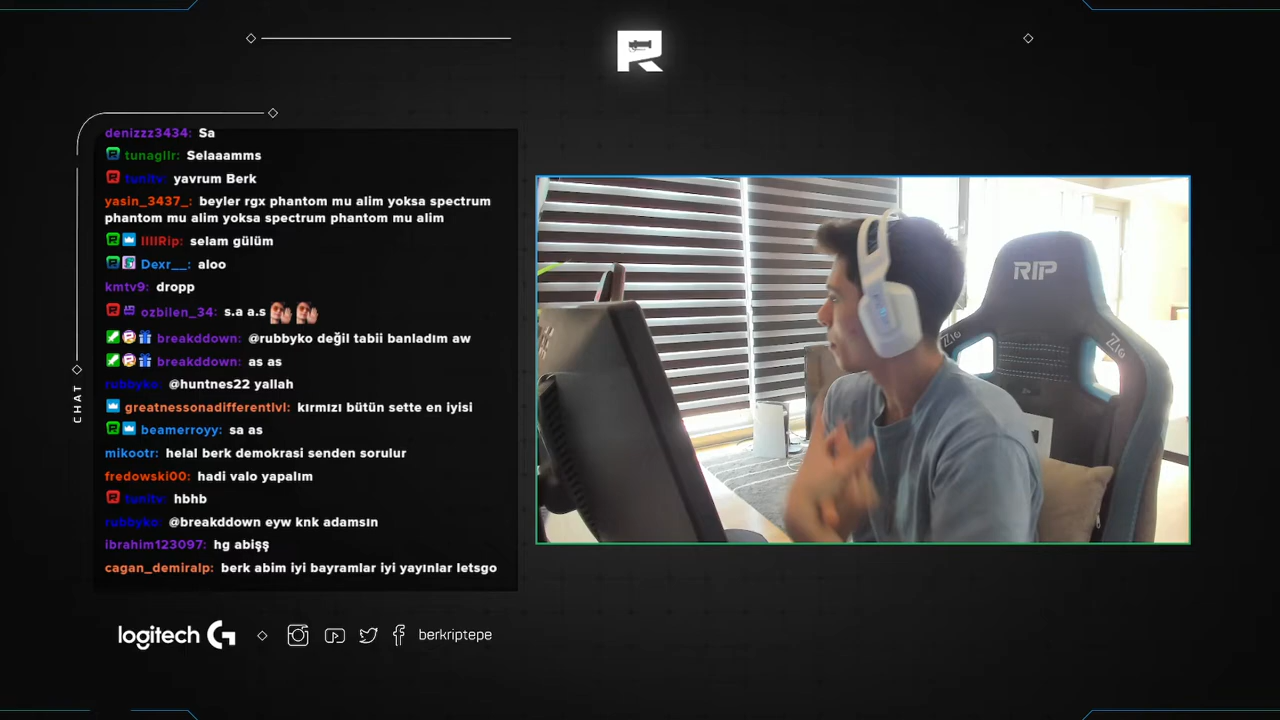 denizzz3434: Sa
tunagllr: Selaaamms
tunitv: yavrum Berk
yasin_3437_: beyler rgx phantom mu alim yoksa spectrum
phantom mu alim yoksa spectrum phantom mu alim
IIIIRip: selam gülüm
Dexr__: aloo
kmtv9: dropp
ozbilen_34: s.a a.s
breakddown: @rubbyko değil tabii banladım aw
breakddown: as as
rubbyko: @huntnes22 yallah
greatnessonadifferentlvl: kırmızı bütün sette en iyisi
beamerroyy: sa as
mikootr: helal berk demokrasi senden sorulur
fredowski00: hadi valo yapalım
tunitv: hbhb
rubbyko: @breakddown eyw knk adamsın
ibrahim123097: hg abişş
cagan_demiralp: berk abim iyi bayramlar iyi yayınlar letsgo
CHAT
R
RIP
logitech G
berkriptepe